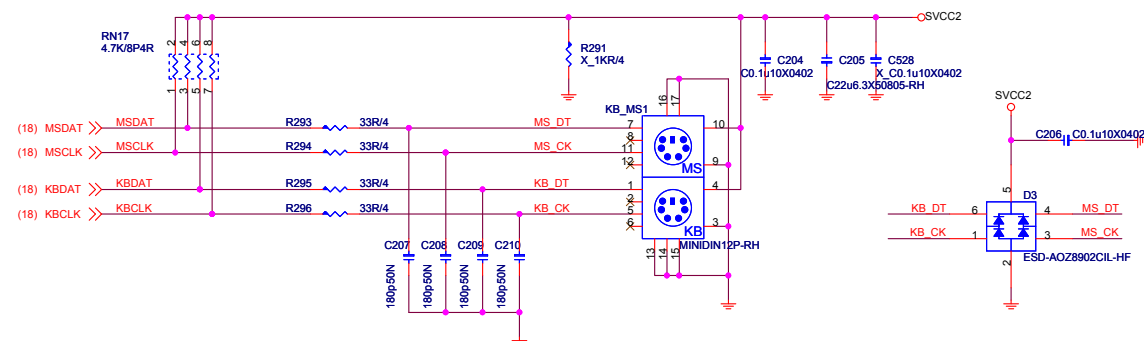 SVCC2
RN17
4.7K/8P4R
2 4 6 8
1 3 5 7
R291
X_1KR/4
C204
C0.1u10X0402
C205
C22u6.3X50805-RH
C528
X_C0.1u10X0402
SVCC2
C206 C0.1u10X0402
KB_MS1
16 17
(18) MSDAT MSDAT R293 33R/4 MS_DT 7 10
8
(18) MSCLK MSCLK R294 33R/4 MS_CK 11
12 9
MS
(18) KBDAT KBDAT R295 33R/4 KB_DT 1 4
2
(18) KBCLK KBCLK R296 33R/4 KB_CK 5
6 3
KB
MINIDIN12P-RH
13 14 15
C207 C208 C209 C210
180p50N 180p50N 180p50N 180p50N
5
D3
KB_DT 6 4 MS_DT
KB_CK 1 3 MS_CK
2
ESD-AOZ8902CIL-HF